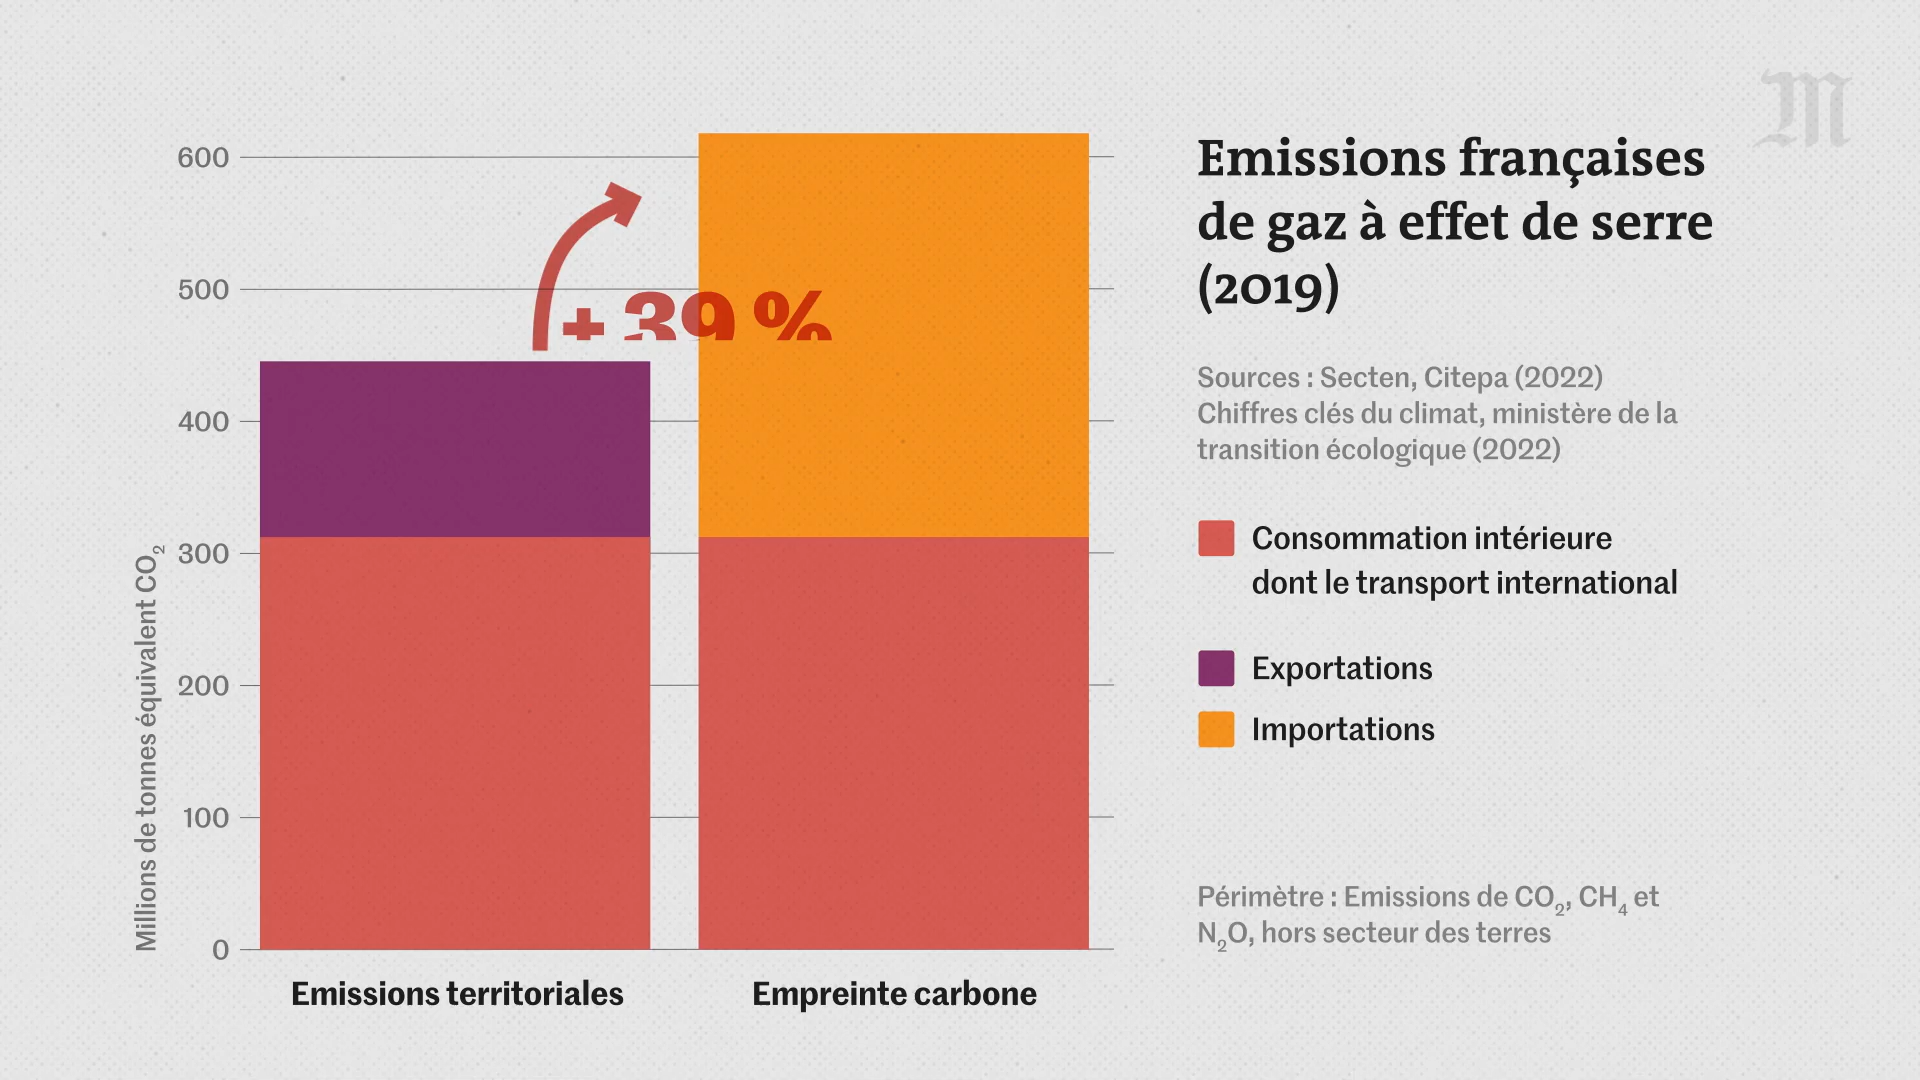 Emissions françaises
de gaz à effet de serre
(2019)
Sources : Secten, Citepa (2022)
Chiffres clés du climat, ministère de la
transition écologique (2022)
Consommation intérieure
dont le transport international
Exportations
Importations
Périmètre : Emissions de CO₂, CH₄ et
N₂O, hors secteur des terres
Millions de tonnes équivalent CO₂
600
500
400
300
200
100
0
+ 39 %
Emissions territoriales
Empreinte carbone
M